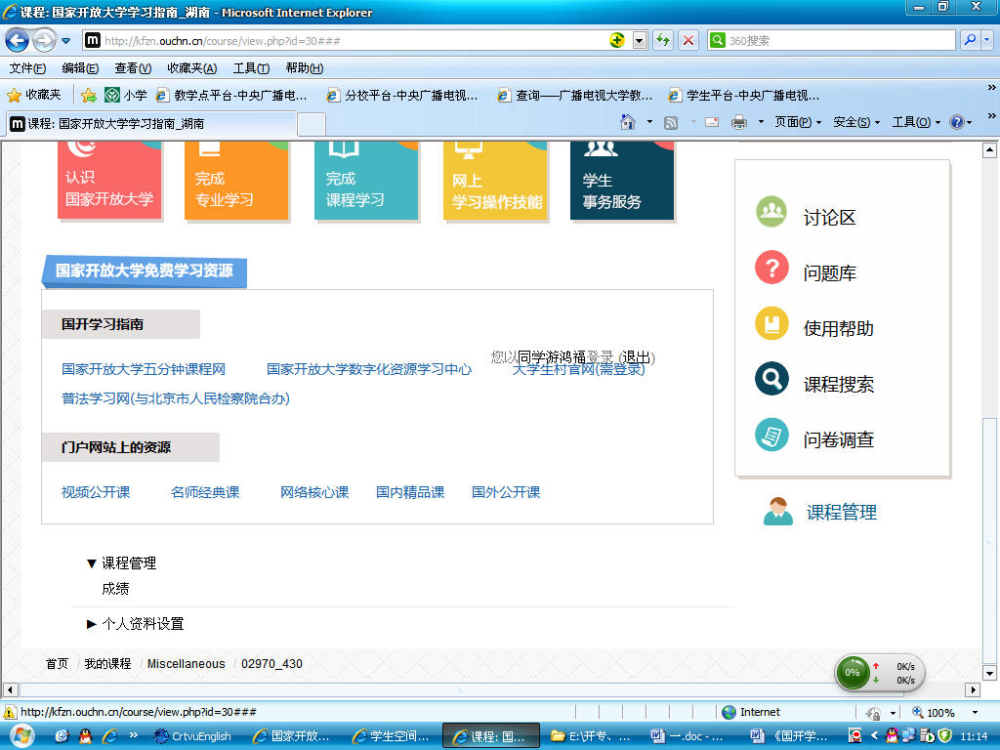 课程: 国家开放大学学习指南_湖南 - Microsoft Internet Explorer
http://kfzn.ouchn.cn/course/view.php?id=30###
360搜索
文件(F) 编辑(E) 查看(V) 收藏夹(A) 工具(T) 帮助(H)
收藏夹 小学 教学点平台-中央广播电... 分校平台-中央广播电视... 查询——广播电视大学教... 学生平台-中央广播电视...
课程: 国家开放大学学习指南_湖南
页面(P) 安全(S) 工具(O)
认识
国家开放大学
完成
专业学习
完成
课程学习
网上
学习操作技能
学生
事务服务
国家开放大学免费学习资源
国开学习指南
您以同学游鸿福登录 (退出)
国家开放大学五分钟课程网 国家开放大学数字化资源学习中心 大学生村官网(需登录)
普法学习网(与北京市人民检察院合办)
门户网站上的资源
视频公开课 名师经典课 网络核心课 国内精品课 国外公开课
讨论区
问题库
使用帮助
课程搜索
问卷调查
课程管理
▼ 课程管理
成绩
► 个人资料设置
首页 / 我的课程 / Miscellaneous / 02970_430
0% 0K/s
0K/s
http://kfzn.ouchn.cn/course/view.php?id=30### Internet 100%
CrtvuEnglish 国家开放... 学生空间... 课程: 国... E:\开专、... 一.doc - ... 《国开学... 11:14